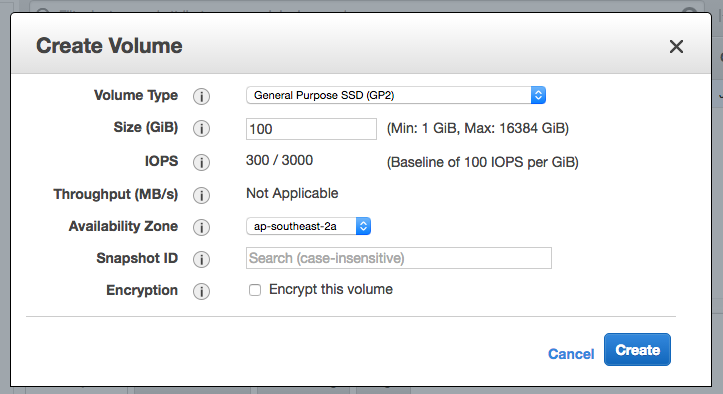 Create Volume
Volume Type i General Purpose SSD (GP2)
Size (GiB) i 100 (Min: 1 GiB, Max: 16384 GiB)
IOPS i 300 / 3000 (Baseline of 100 IOPS per GiB)
Throughput (MB/s) i Not Applicable
Availability Zone i ap-southeast-2a
Snapshot ID i Search (case-insensitive)
Encryption i Encrypt this volume
Cancel Create